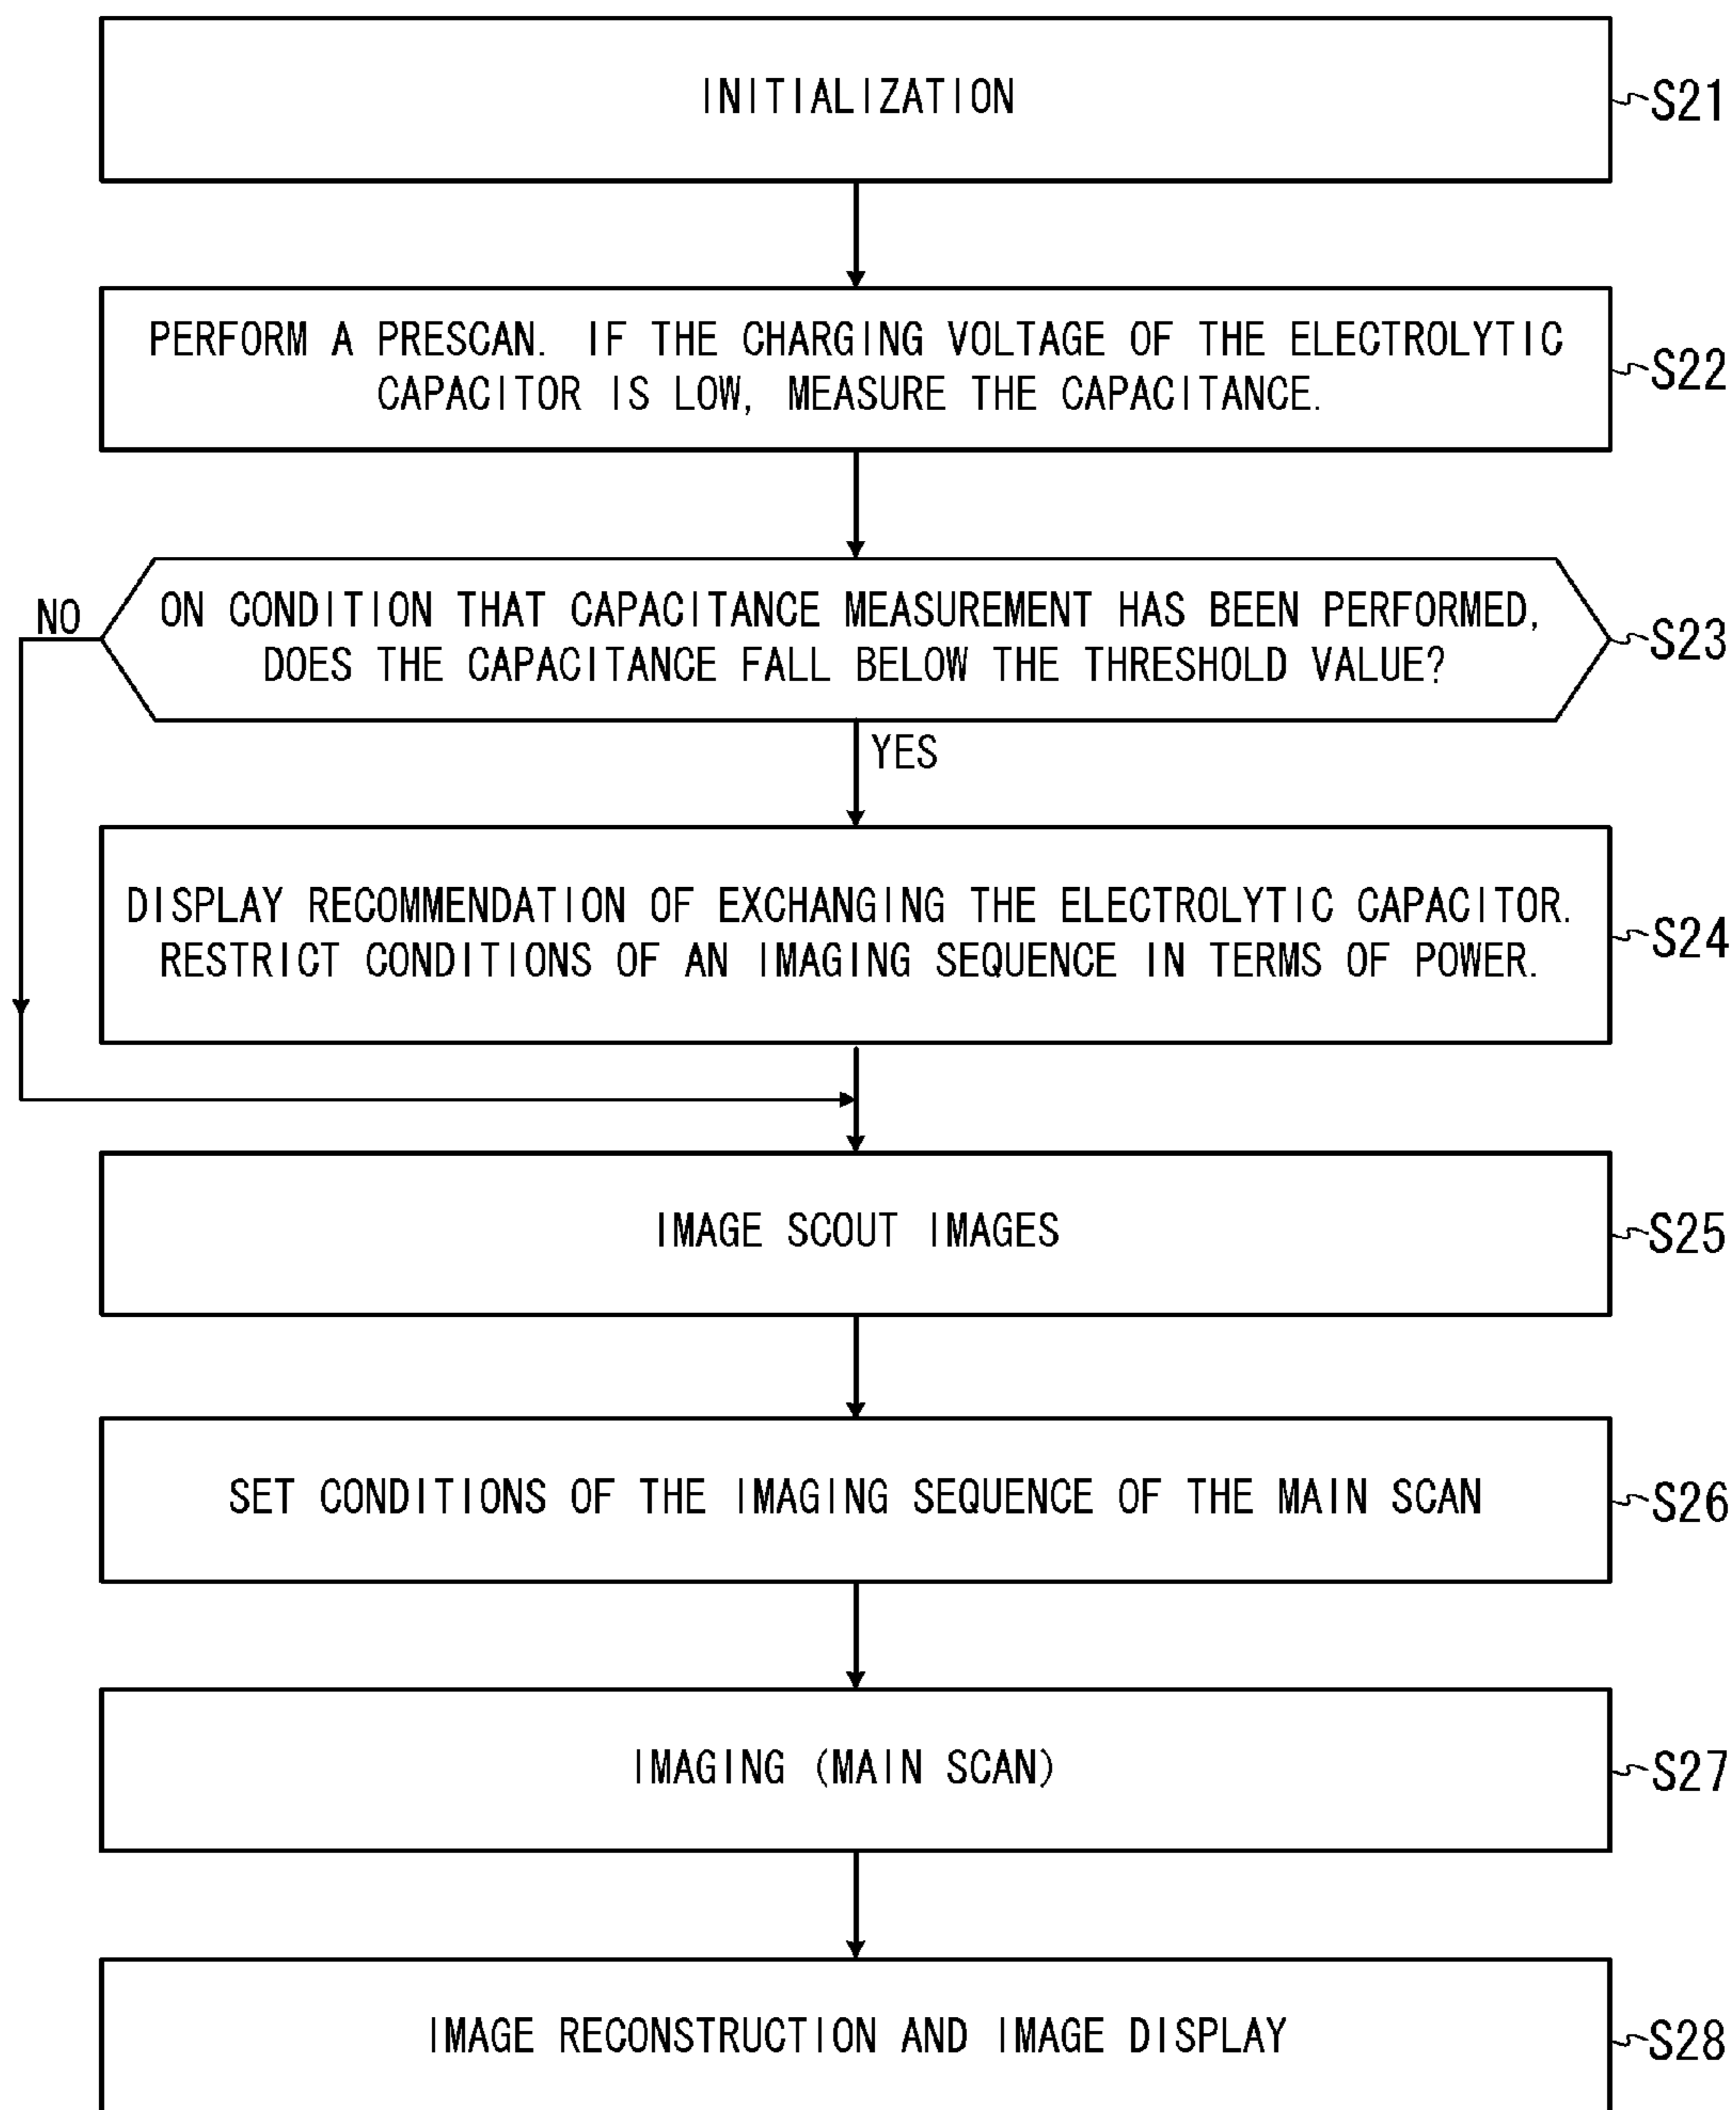 INITIALIZATION
S21
PERFORM A PRESCAN. IF THE CHARGING VOLTAGE OF THE ELECTROLYTIC
CAPACITOR IS LOW, MEASURE THE CAPACITANCE.
S22
NO
ON CONDITION THAT CAPACITANCE MEASUREMENT HAS BEEN PERFORMED,
DOES THE CAPACITANCE FALL BELOW THE THRESHOLD VALUE?
S23
YES
DISPLAY RECOMMENDATION OF EXCHANGING THE ELECTROLYTIC CAPACITOR.
RESTRICT CONDITIONS OF AN IMAGING SEQUENCE IN TERMS OF POWER.
S24
IMAGE SCOUT IMAGES
S25
SET CONDITIONS OF THE IMAGING SEQUENCE OF THE MAIN SCAN
S26
IMAGING (MAIN SCAN)
S27
IMAGE RECONSTRUCTION AND IMAGE DISPLAY
S28